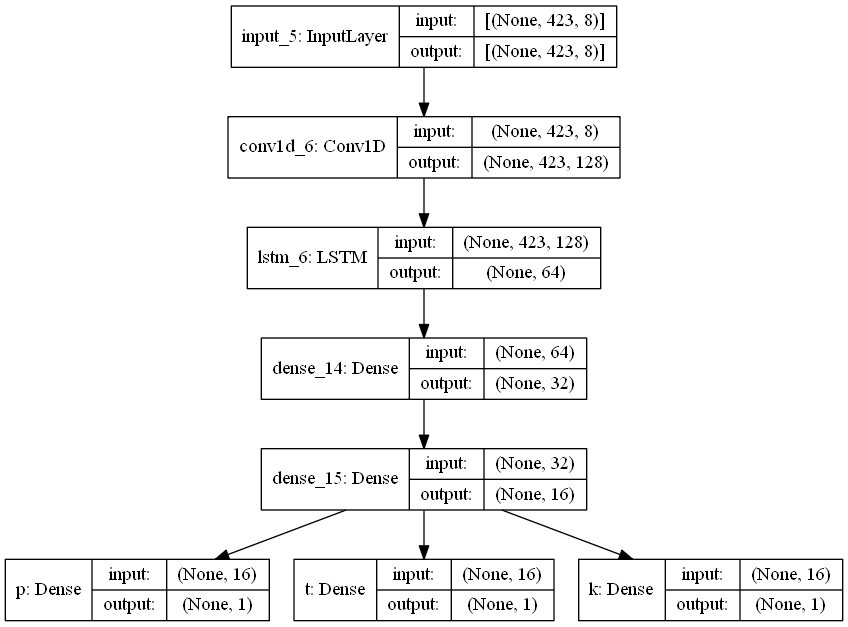 input_5: InputLayer
input: [(None, 423, 8)]
output: [(None, 423, 8)]
conv1d_6: Conv1D
input: (None, 423, 8)
output: (None, 423, 128)
lstm_6: LSTM
input: (None, 423, 128)
output: (None, 64)
dense_14: Dense
input: (None, 64)
output: (None, 32)
dense_15: Dense
input: (None, 32)
output: (None, 16)
p: Dense
input: (None, 16)
output: (None, 1)
t: Dense
input: (None, 16)
output: (None, 1)
k: Dense
input: (None, 16)
output: (None, 1)